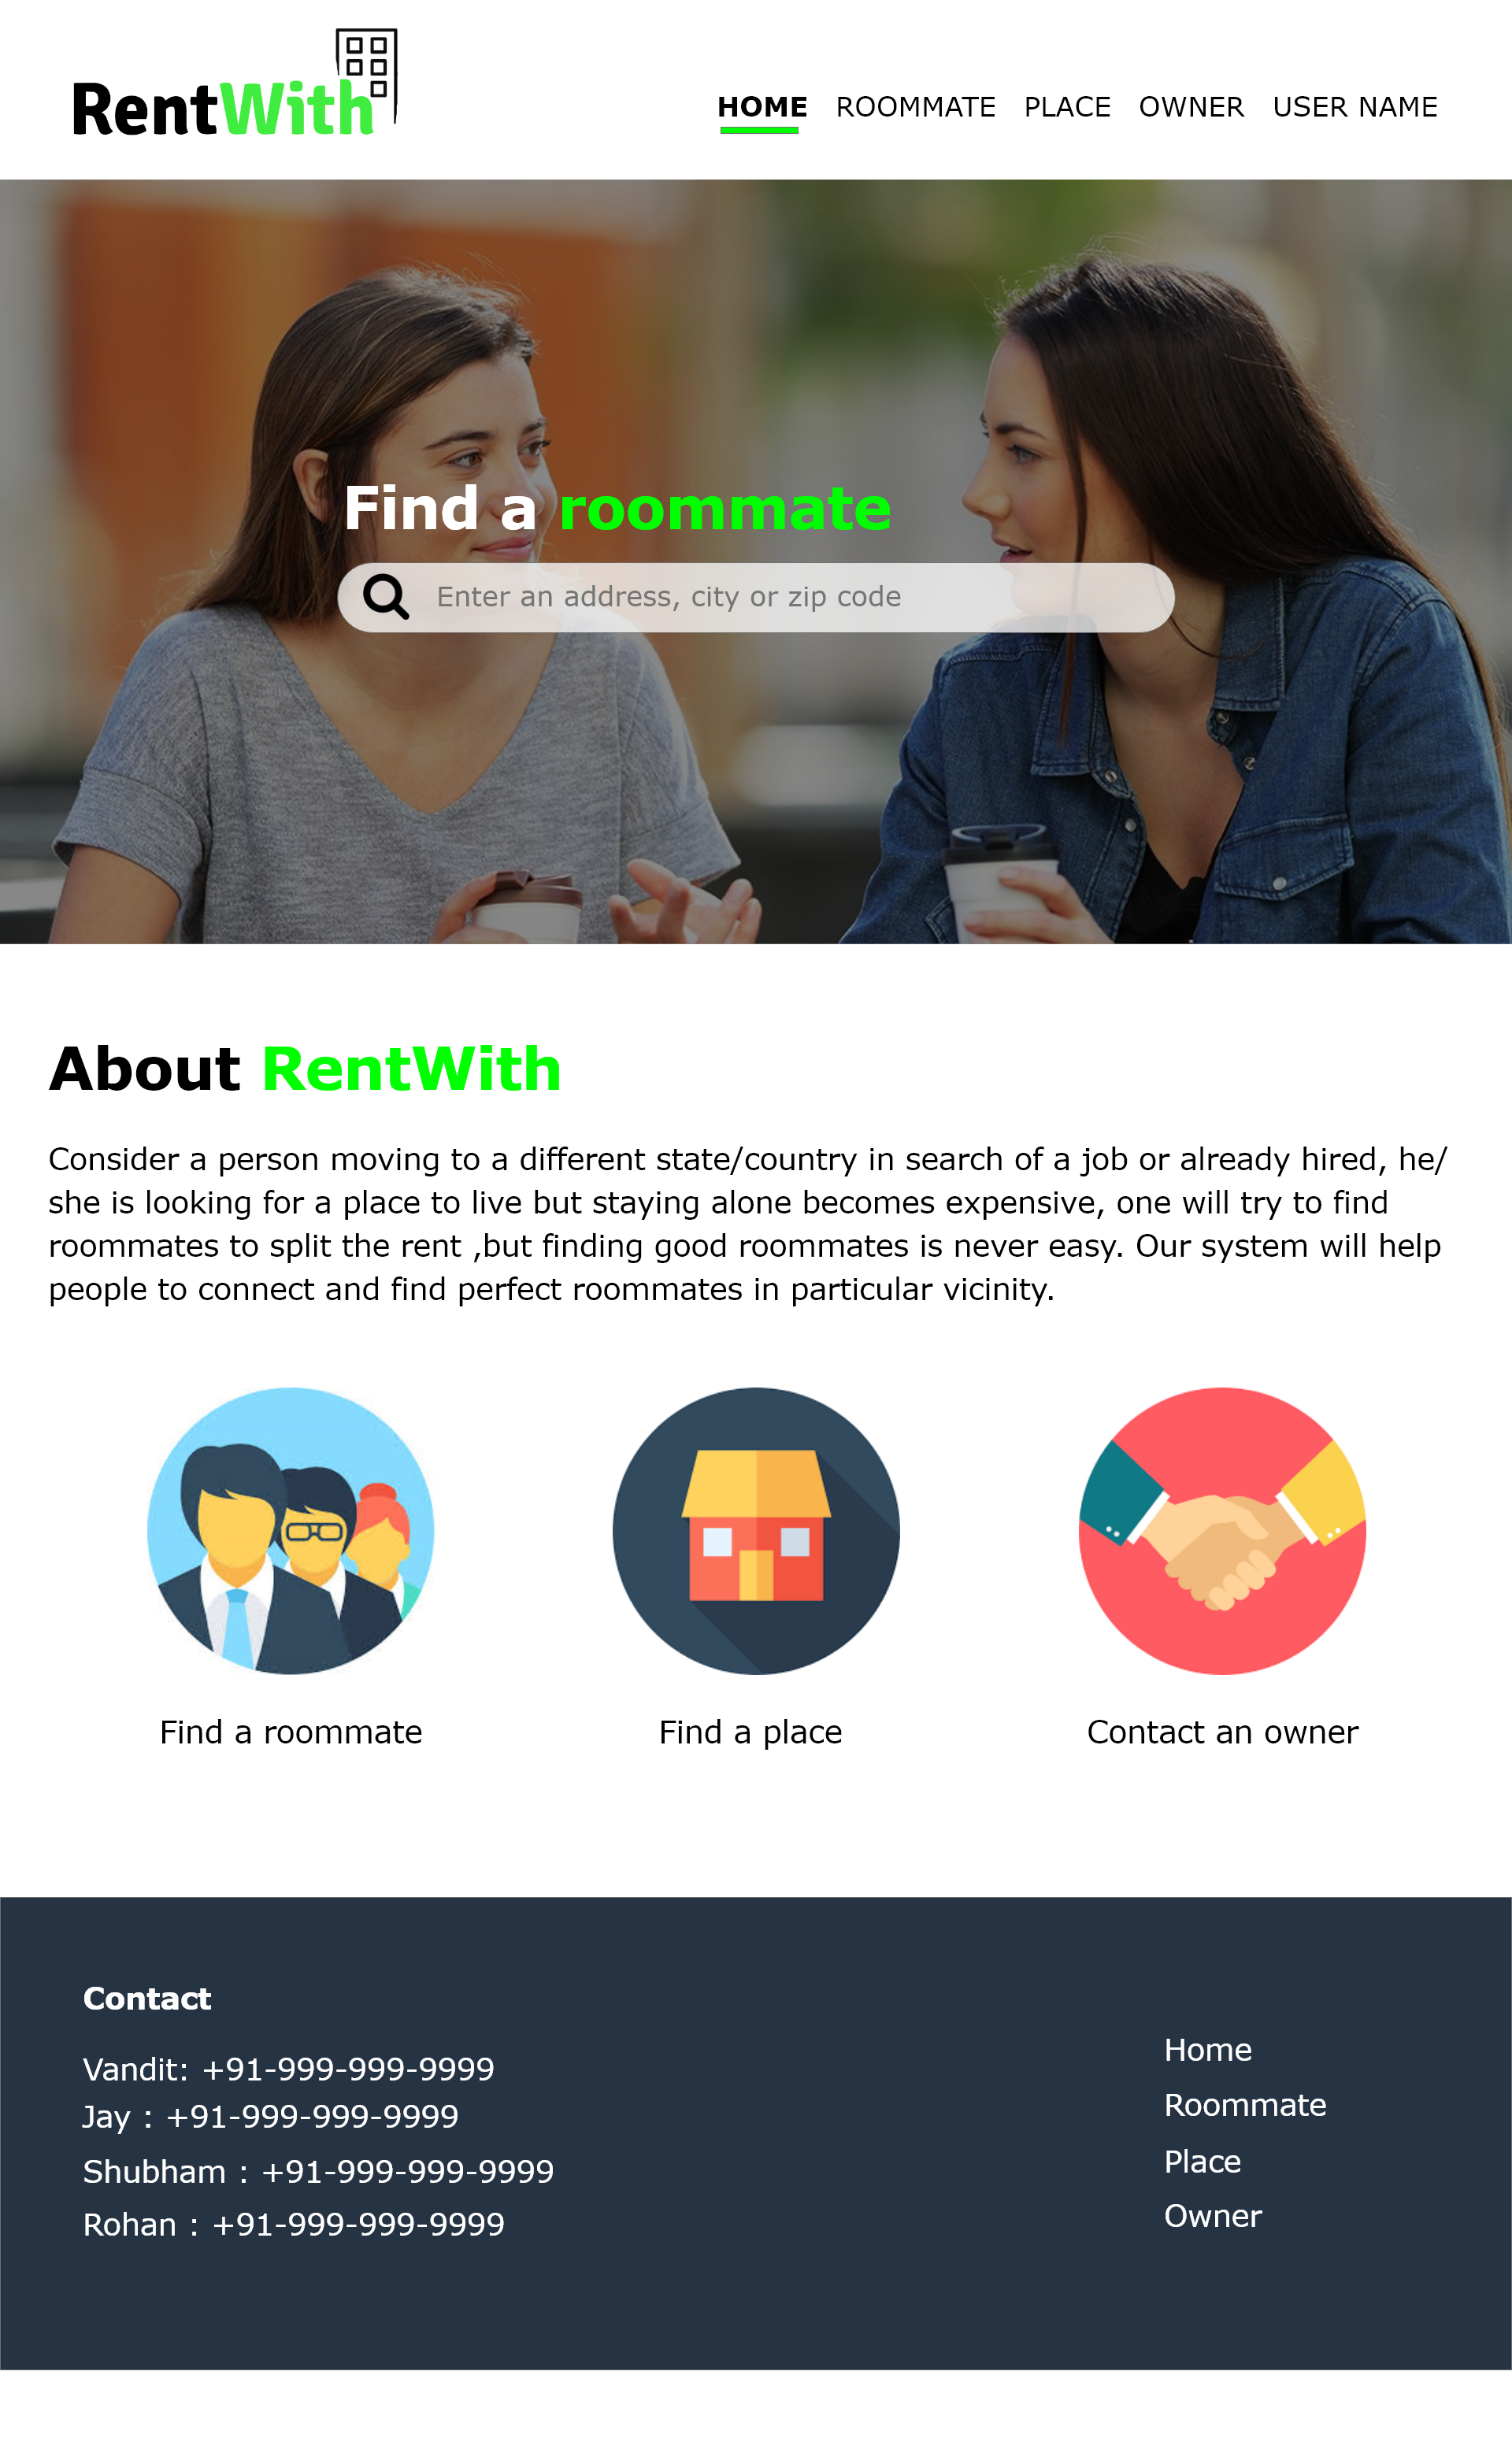 RentWith
HOME ROOMMATE PLACE OWNER USER NAME
Find a roommate
Enter an address, city or zip code
About RentWith
Consider a person moving to a different state/country in search of a job or already hired, he/
she is looking for a place to live but staying alone becomes expensive, one will try to find
roommates to split the rent ,but finding good roommates is never easy. Our system will help
people to connect and find perfect roommates in particular vicinity.
Find a roommate
Find a place
Contact an owner
Contact
Vandit: +91-999-999-9999
Jay : +91-999-999-9999
Shubham : +91-999-999-9999
Rohan : +91-999-999-9999
Home
Roommate
Place
Owner